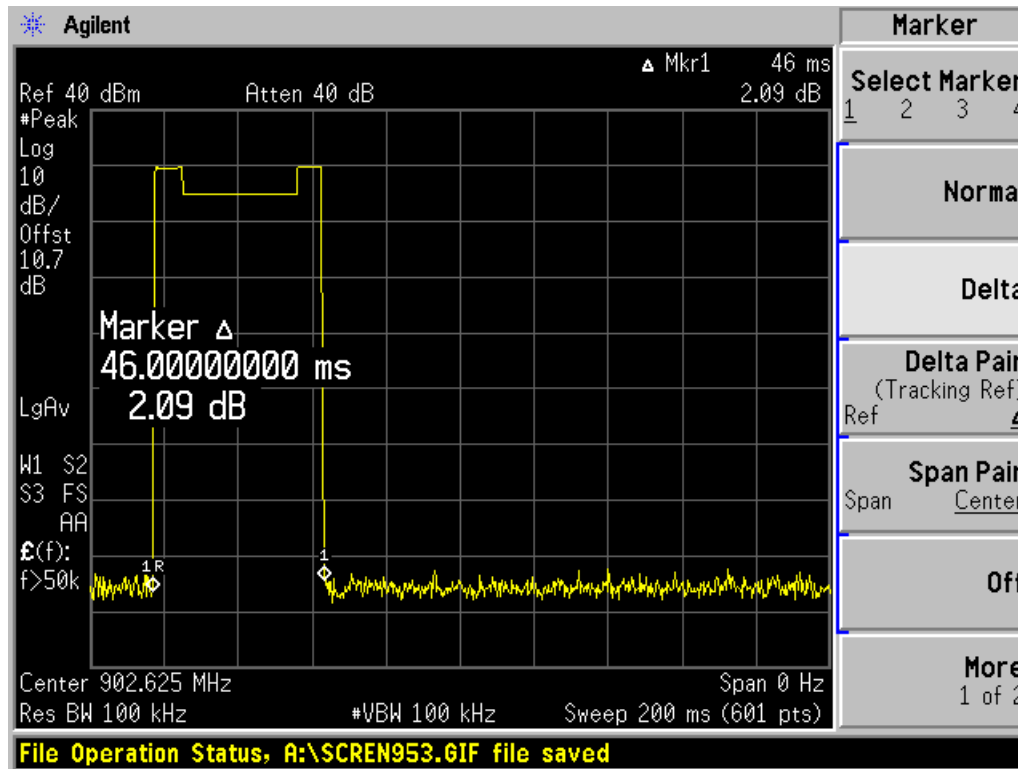 Agilent
Marker
Δ Mkr1 46 ms
Ref 40 dBm Atten 40 dB 2.09 dB
#Peak
Log
10
dB/
Offst
10.7
dB
Marker Δ
46.00000000 ms
2.09 dB
LgAv
W1 S2
S3 FS
AA
£(f):
f>50k
1R
1
Center 902.625 MHz Span 0 Hz
Res BW 100 kHz #VBW 100 kHz Sweep 200 ms (601 pts)
File Operation Status, A:\SCREN953.GIF file saved
Select Marker
1 2 3 4
Norma
Delta
Delta Pair
(Tracking Ref)
Ref Δ
Span Pair
Span Center
Off
More
1 of 2